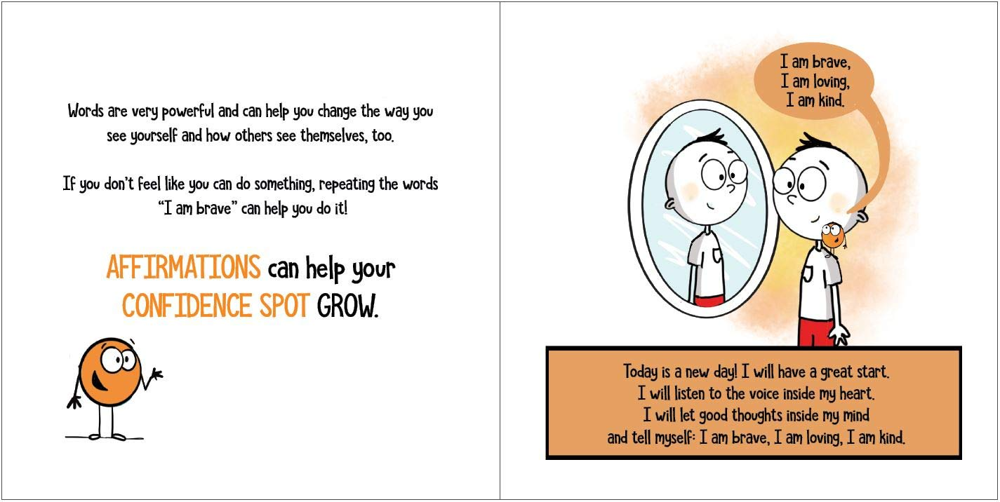 Words are very powerful and can help you change the way you
see yourself and how others see themselves, too.
If you don't feel like you can do something, repeating the words
“I am brave” can help you do it!
AFFIRMATIONS can help your
CONFIDENCE SPOT GROW.
I am brave,
I am loving,
I am kind.
Today is a new day! I will have a great start.
I will listen to the voice inside my heart.
I will let good thoughts inside my mind
and tell myself: I am brave, I am loving, I am kind.